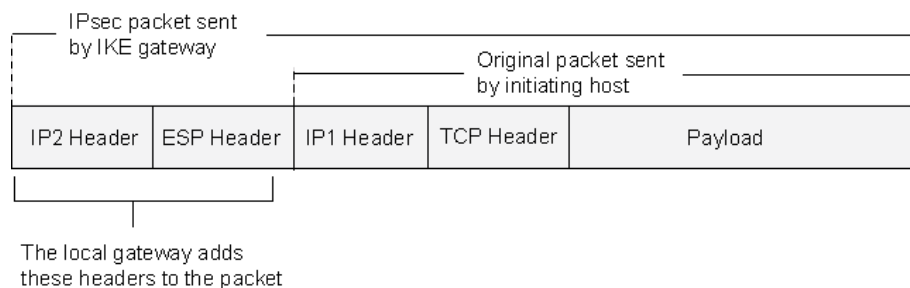 IPsec packet sent
by IKE gateway
Original packet sent
by initiating host
IP2 Header
ESP Header
IP1 Header
TCP Header
Payload
The local gateway adds
these headers to the packet